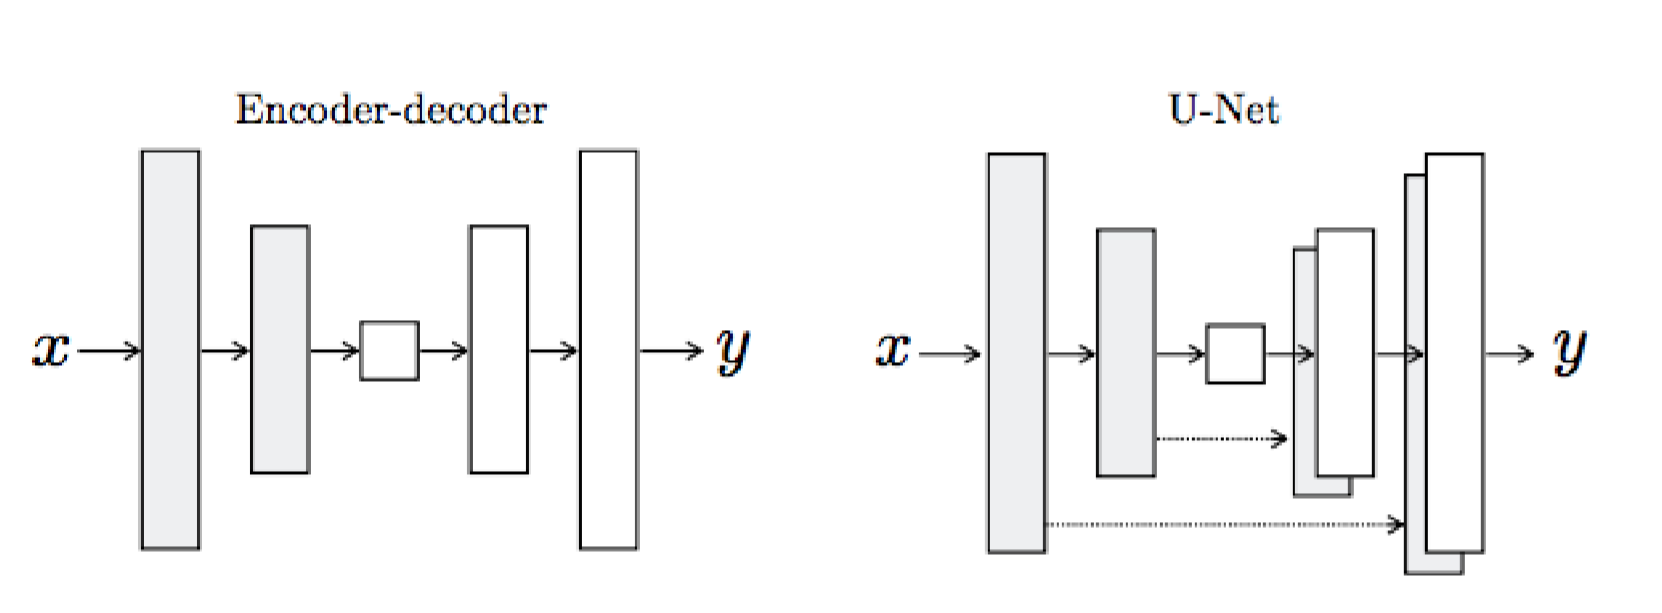 Encoder-decoder
x
y
U-Net
x
y